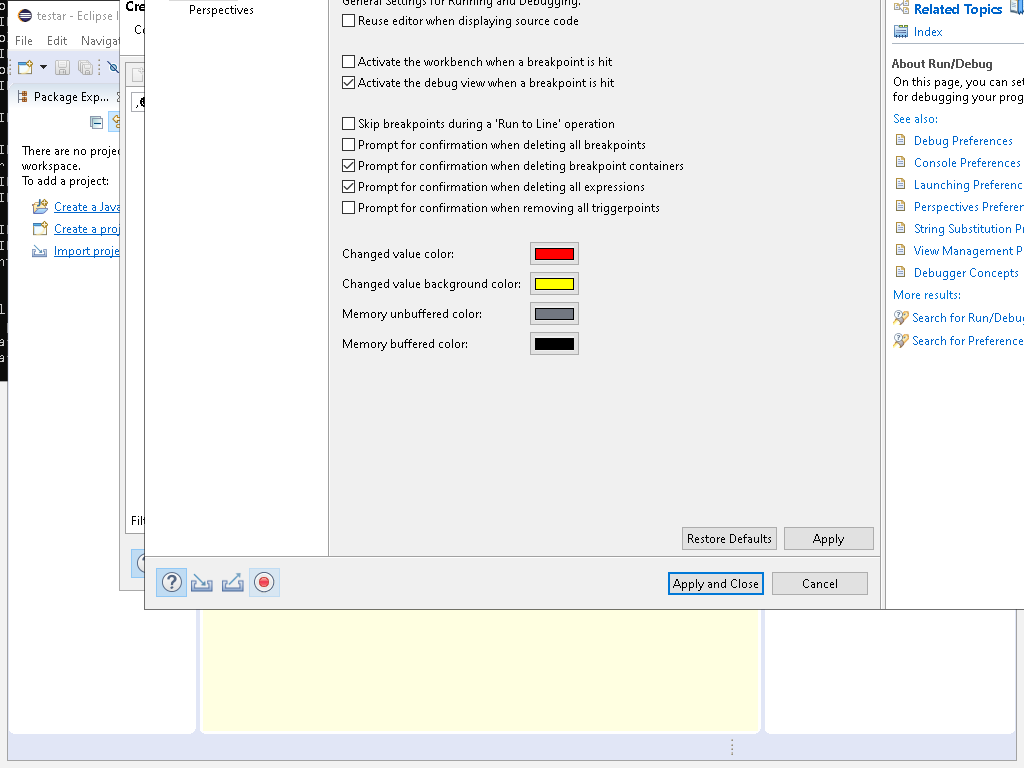 testar - Eclipse I
File Edit Navigat
Package Exp...
There are no proje
workspace.
To add a project:
Create a Java
Create a proj
Import proje
Cre
Filt
Perspectives
General Settings for Running and Debugging.
Reuse editor when displaying source code
Activate the workbench when a breakpoint is hit
Activate the debug view when a breakpoint is hit
Skip breakpoints during a 'Run to Line' operation
Prompt for confirmation when deleting all breakpoints
Prompt for confirmation when deleting breakpoint containers
Prompt for confirmation when deleting all expressions
Prompt for confirmation when removing all triggerpoints
Changed value color:
Changed value background color:
Memory unbuffered color:
Memory buffered color:
Restore Defaults Apply
Apply and Close Cancel
Related Topics
Index
About Run/Debug
On this page, you can set
for debugging your prog
See also:
Debug Preferences
Console Preferences
Launching Preferenc
Perspectives Preferen
String Substitution Pr
View Management P
Debugger Concepts
More results:
Search for Run/Debug
Search for Preference